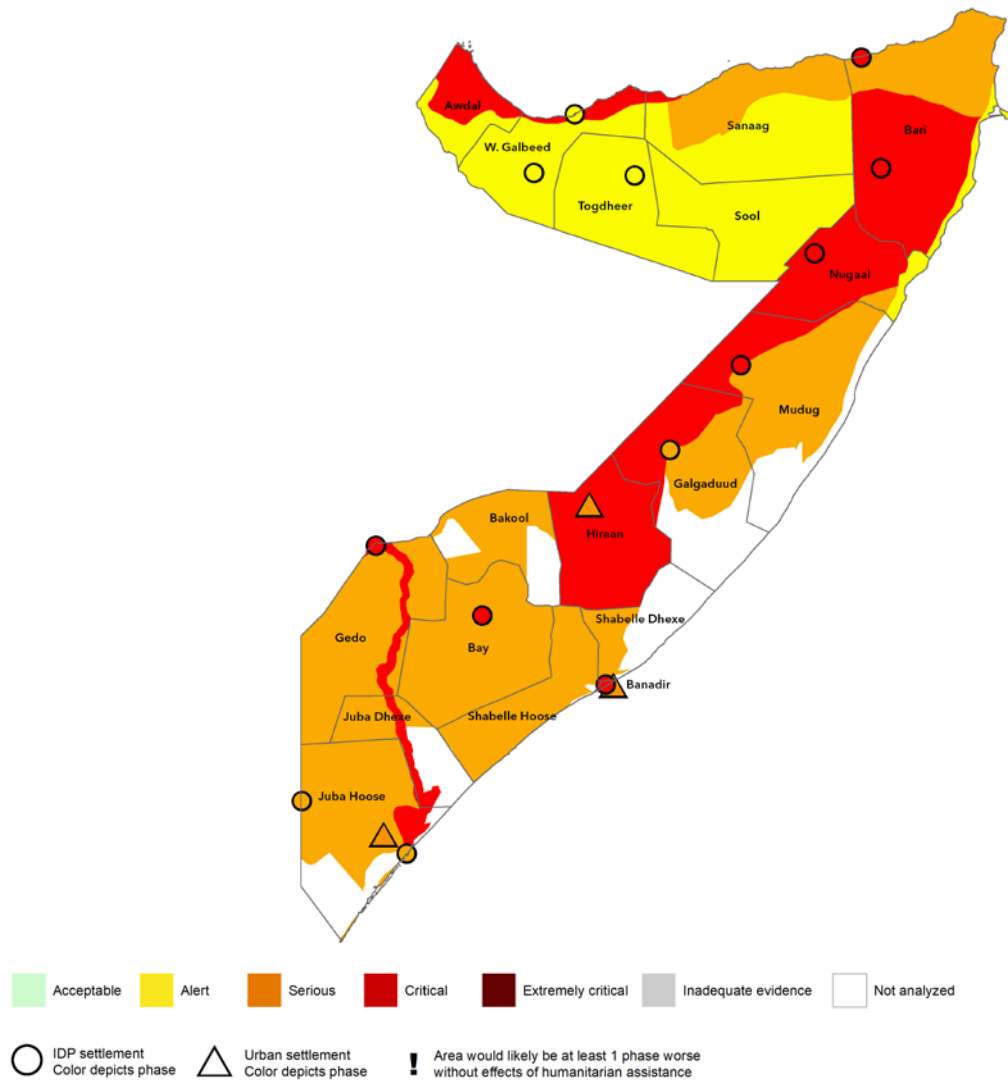 Awdal
Sanaag
Bari
W. Galbeed
Togdheer
Sool
Nugaal
Mudug
Galgaduud
Bakool
Hiraan
Shabelle Dhexe
Gedo
Bay
Banadir
Juba Dhexe
Shabelle Hoose
Juba Hoose
Acceptable
Alert
Serious
Critical
Extremely critical
Inadequate evidence
Not analyzed
IDP settlement
Color depicts phase
Urban settlement
Color depicts phase
! Area would likely be at least 1 phase worse
without effects of humanitarian assistance